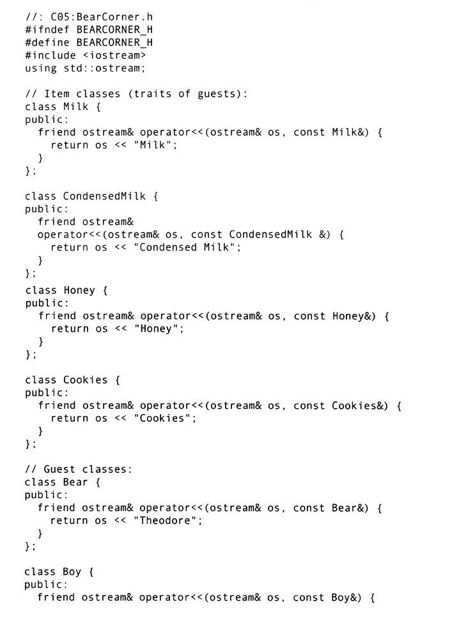 //: C05:BearCorner.h
#ifndef BEARCORNER_H
#define BEARCORNER_H
#include <iostream>
using std::ostream;

// Item classes (traits of guests):
class Milk {
public:
  friend ostream& operator<<(ostream& os, const Milk&) {
    return os << "Milk";
  }
};

class CondensedMilk {
public:
  friend ostream&
  operator<<(ostream& os, const CondensedMilk &) {
    return os << "Condensed Milk";
  }
};
class Honey {
public:
  friend ostream& operator<<(ostream& os, const Honey&) {
    return os << "Honey";
  }
};

class Cookies {
public:
  friend ostream& operator<<(ostream& os, const Cookies&) {
    return os << "Cookies";
  }
};

// Guest classes:
class Bear {
public:
  friend ostream& operator<<(ostream& os, const Bear&) {
    return os << "Theodore";
  }
};

class Boy {
public:
  friend ostream& operator<<(ostream& os, const Boy&) {